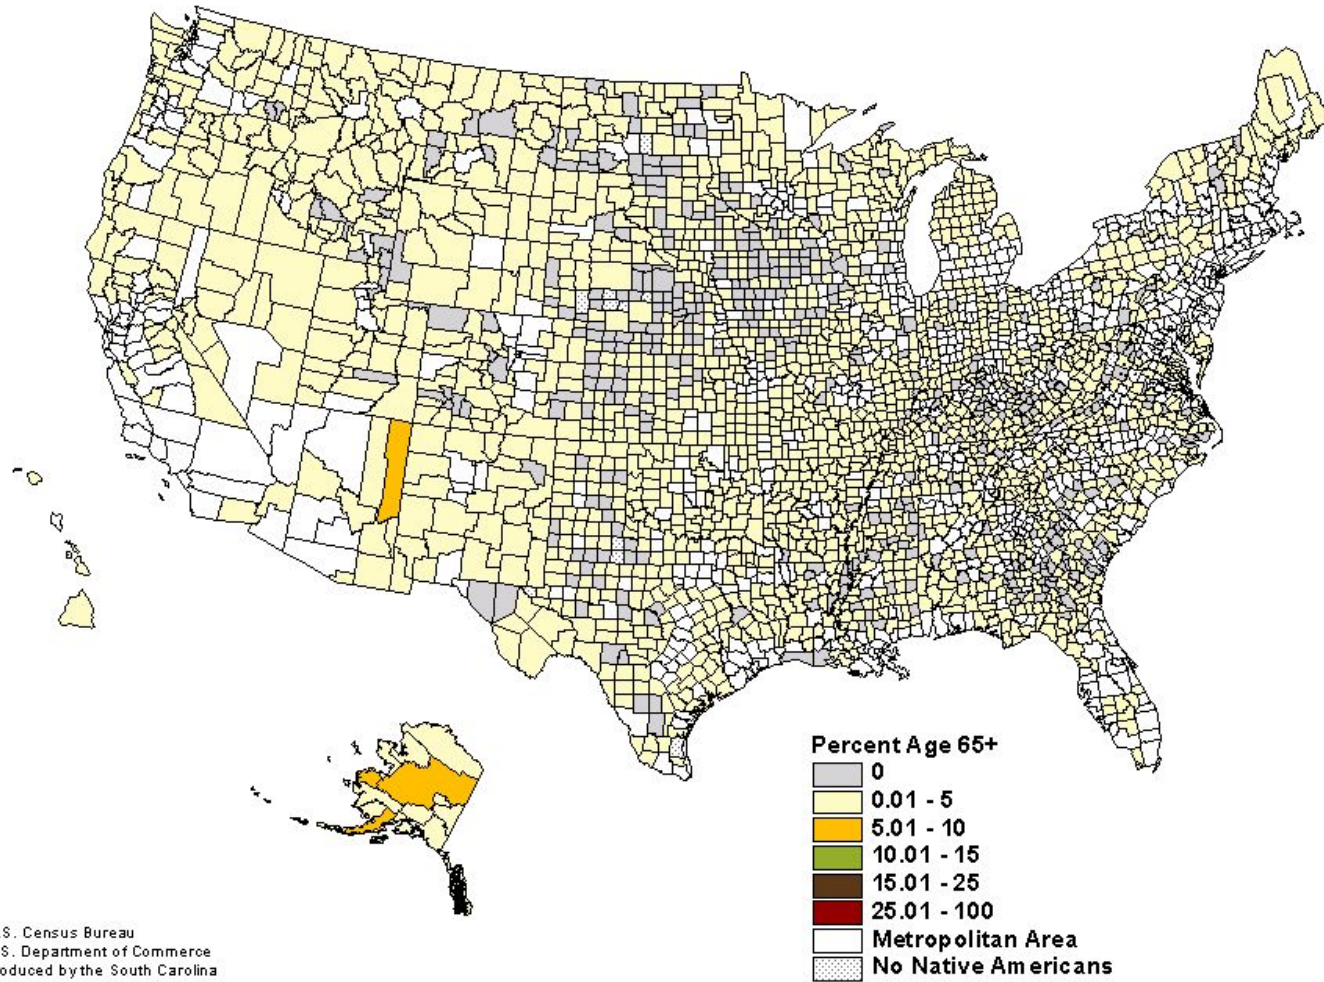 Percent Age 65+
0
0.01 - 5
5.01 - 10
10.01 - 15
15.01 - 25
25.01 - 100
Metropolitan Area
No Native Americans
.S. Census Bureau
S. Department of Commerce
oduced by the South Carolina